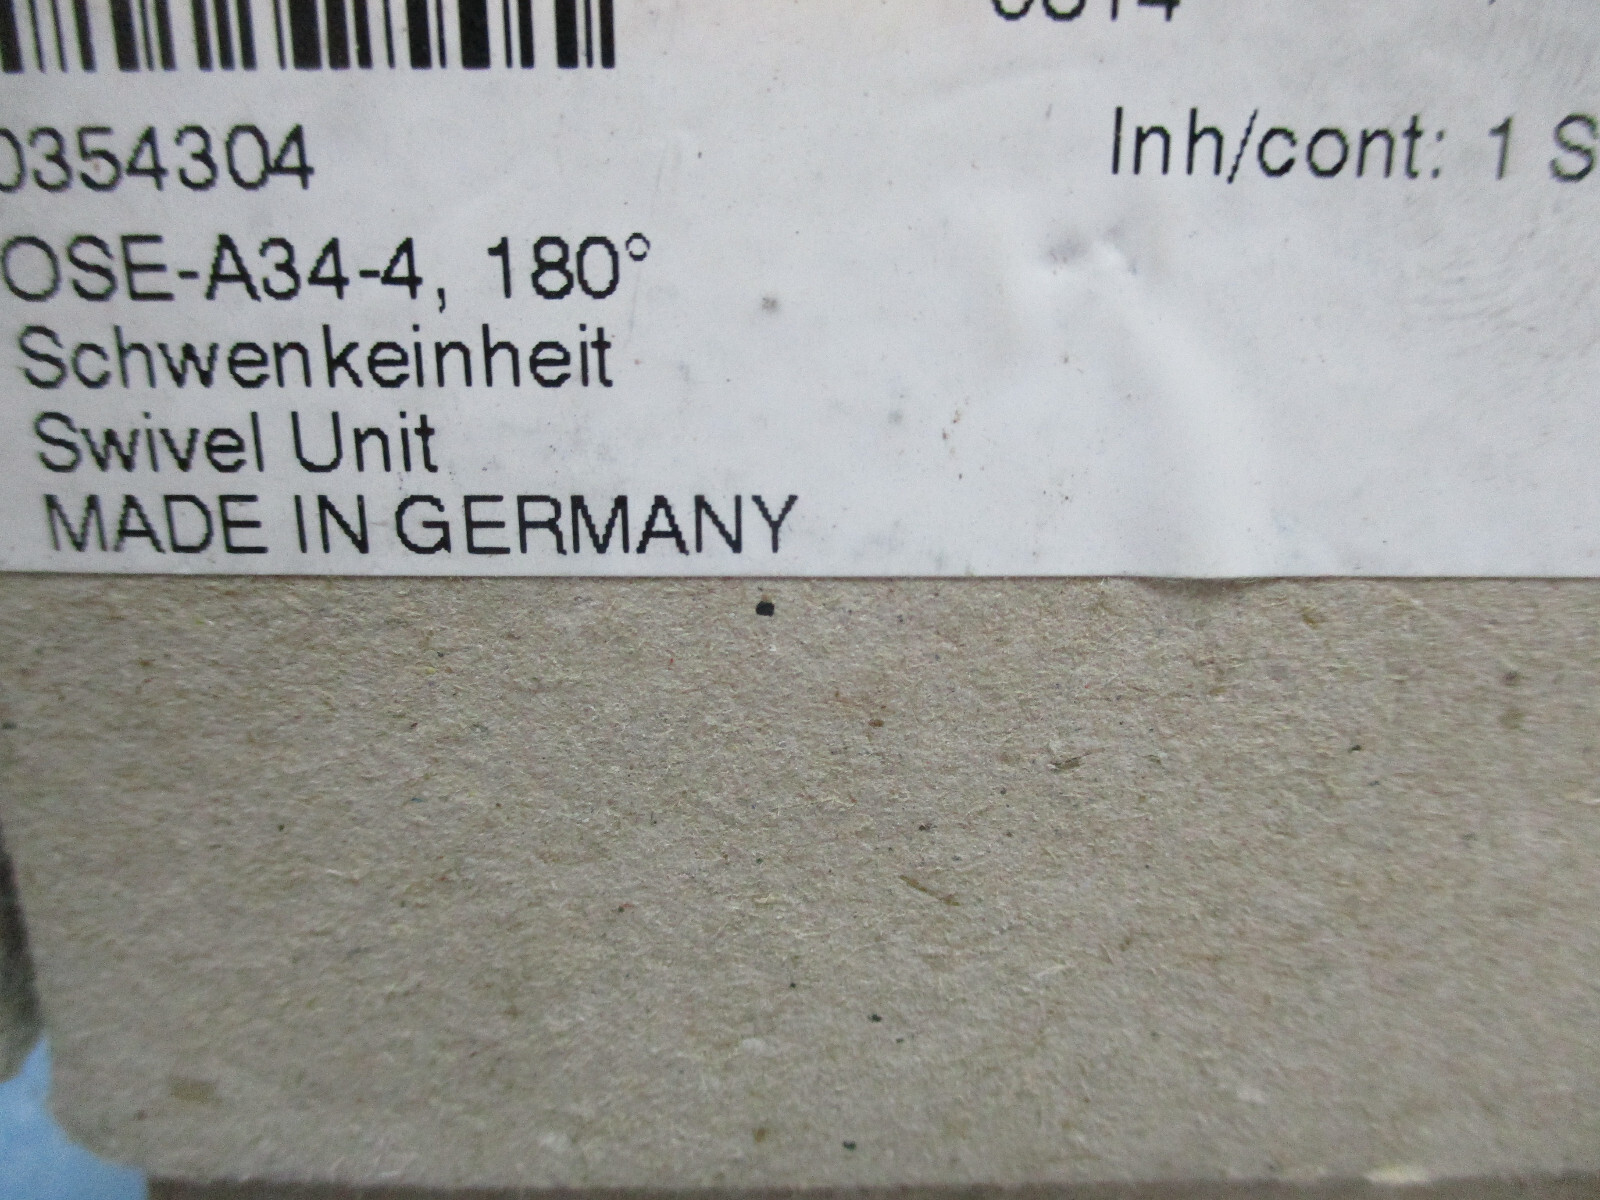 0354304
Inh/cont: 1 S
OSE-A34-4, 180°
Schwenkeinheit
Swivel Unit
MADE IN GERMANY